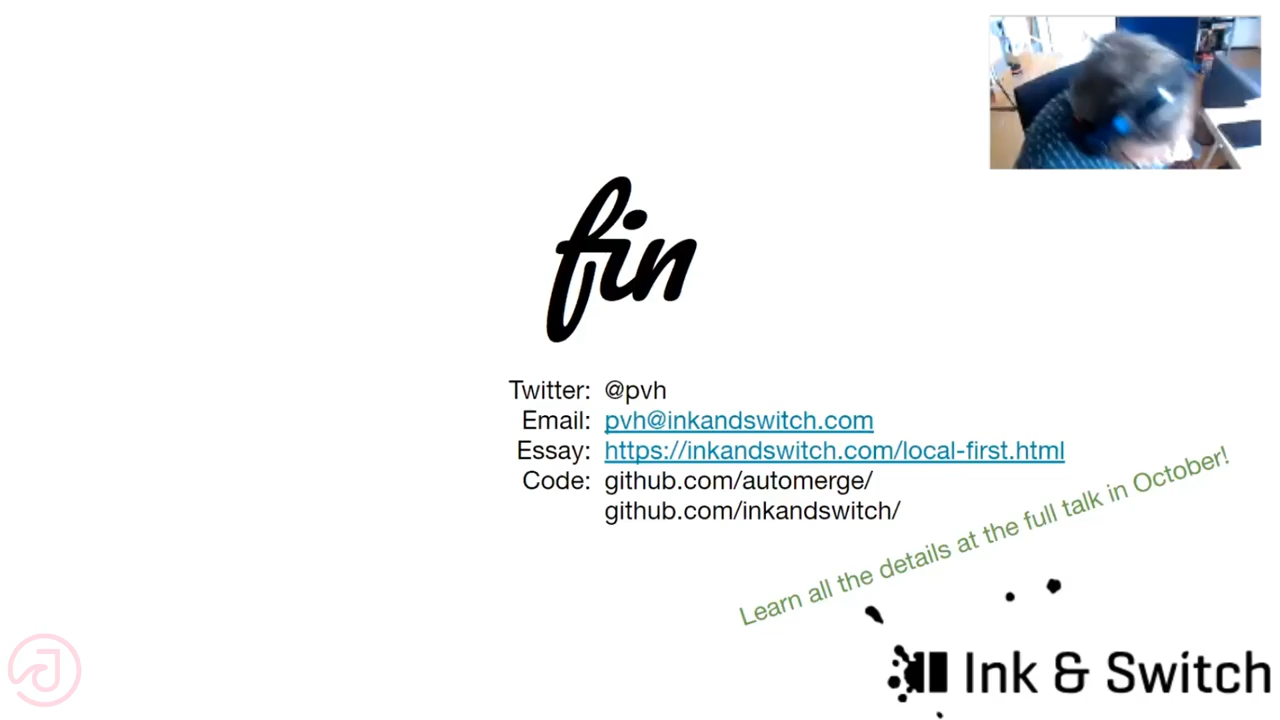 fin
Twitter: @pvh
Email: pvh@inkandswitch.com
Essay: https://inkandswitch.com/local-first.html
Code: github.com/automerge/
github.com/inkandswitch/
Learn all the details at the full talk in October!
Ink & Switch